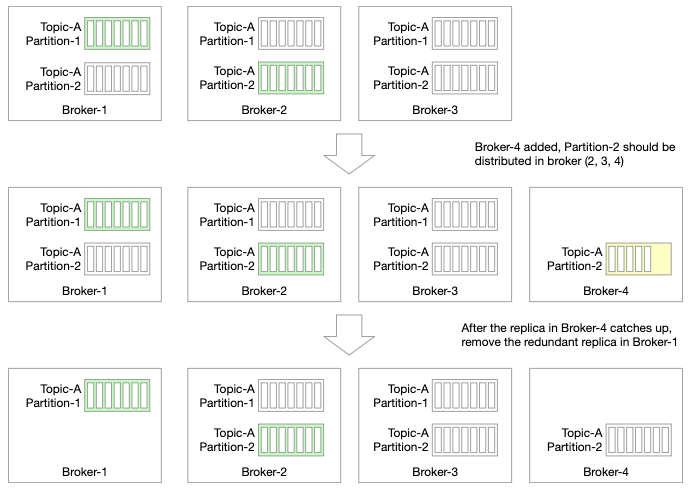 Topic-A
Partition-1
Topic-A
Partition-2
Broker-1
Topic-A
Partition-1
Topic-A
Partition-2
Broker-2
Topic-A
Partition-1
Topic-A
Partition-2
Broker-3
Broker-4 added, Partition-2 should be
distributed in broker (2, 3, 4)
Topic-A
Partition-1
Topic-A
Partition-2
Broker-1
Topic-A
Partition-1
Topic-A
Partition-2
Broker-2
Topic-A
Partition-1
Topic-A
Partition-2
Broker-3
Topic-A
Partition-2
Broker-4
After the replica in Broker-4 catches up,
remove the redundant replica in Broker-1
Topic-A
Partition-1
Broker-1
Topic-A
Partition-1
Topic-A
Partition-2
Broker-2
Topic-A
Partition-1
Topic-A
Partition-2
Broker-3
Topic-A
Partition-2
Broker-4